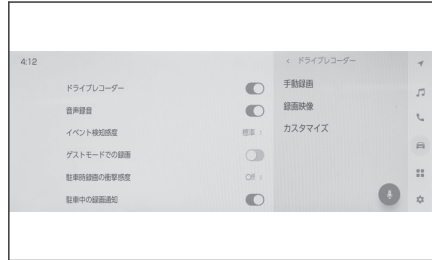 4:12
ドライブレコーダー
音声録音
イベント検知感度 標準
ゲストモードでの録画
駐車時録画の衝撃感度 Off
駐車中の録画通知
ドライブレコーダー
手動録画
録画映像
カスタマイズ